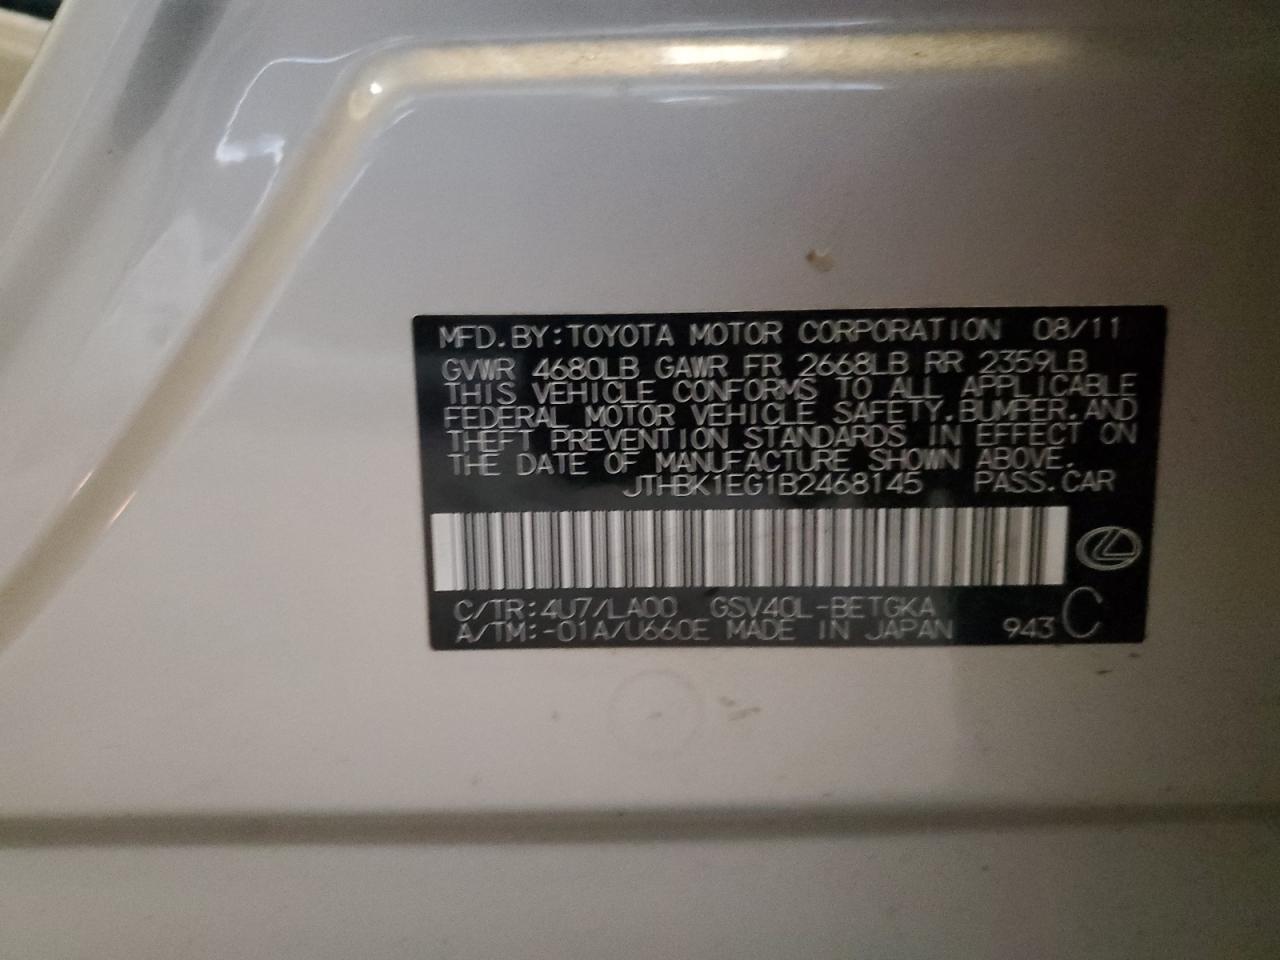 MFD.BY:TOYOTA MOTOR CORPORATION 08/11
GVWR 4680LB GAWR FR 2668LB RR 2359LB
THIS VEHICLE CONFORMS TO ALL APPLICABLE
FEDERAL MOTOR VEHICLE SAFETY,BUMPER,AND
THEFT PREVENTION STANDARDS IN EFFECT ON
THE DATE OF MANUFACTURE SHOWN ABOVE.
JTHBK1EG1B2468145 PASS.CAR
C/TR:4U7/LA00 GSV40L-BETGKA
A/TM:-01A/U660E MADE IN JAPAN 943 C